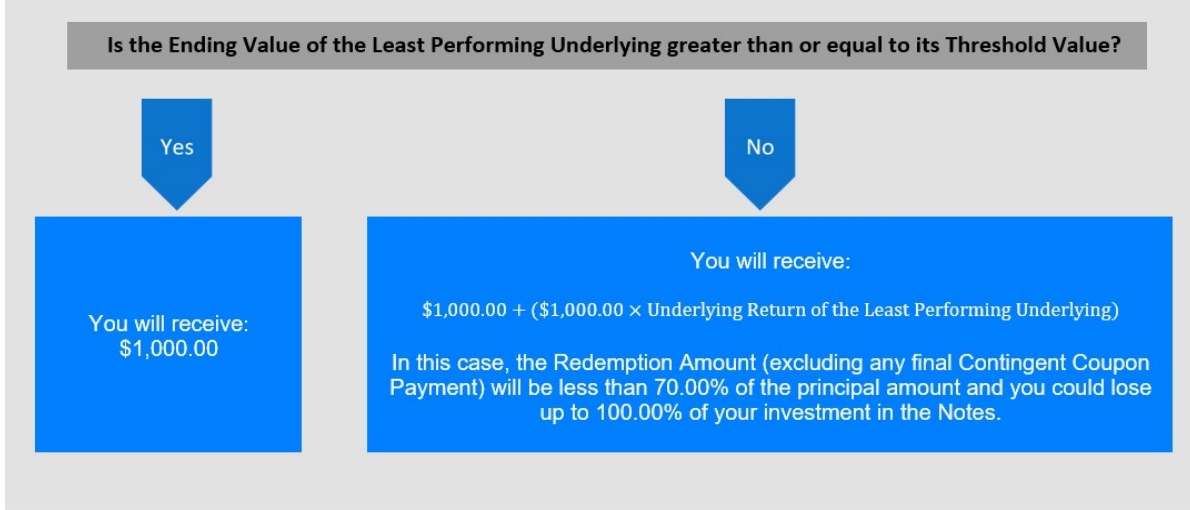 Is the Ending Value of the Least Performing Underlying greater than or equal to its Threshold Value?
Yes
No
You will receive:
$1,000.00
You will receive:
$1,000.00 + ($1,000.00 × Underlying Return of the Least Performing Underlying)
In this case, the Redemption Amount (excluding any final Contingent Coupon
Payment) will be less than 70.00% of the principal amount and you could lose
up to 100.00% of your investment in the Notes.